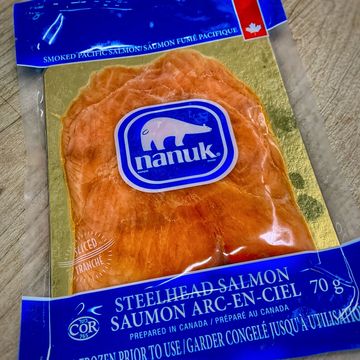 SMOKED PACIFIC SALMON/SAUMON FUMÉ PACIFIQUE
nanuk
SLICED
TRANCHÉ
COR
STEELHEAD SALMON
SAUMON ARC-EN-CIEL 70 g
PREPARED IN CANADA / PRÉPARÉ AU CANADA
FROZEN PRIOR TO USE/GARDER CONGELÉ JUSQU'À UTILISATIO